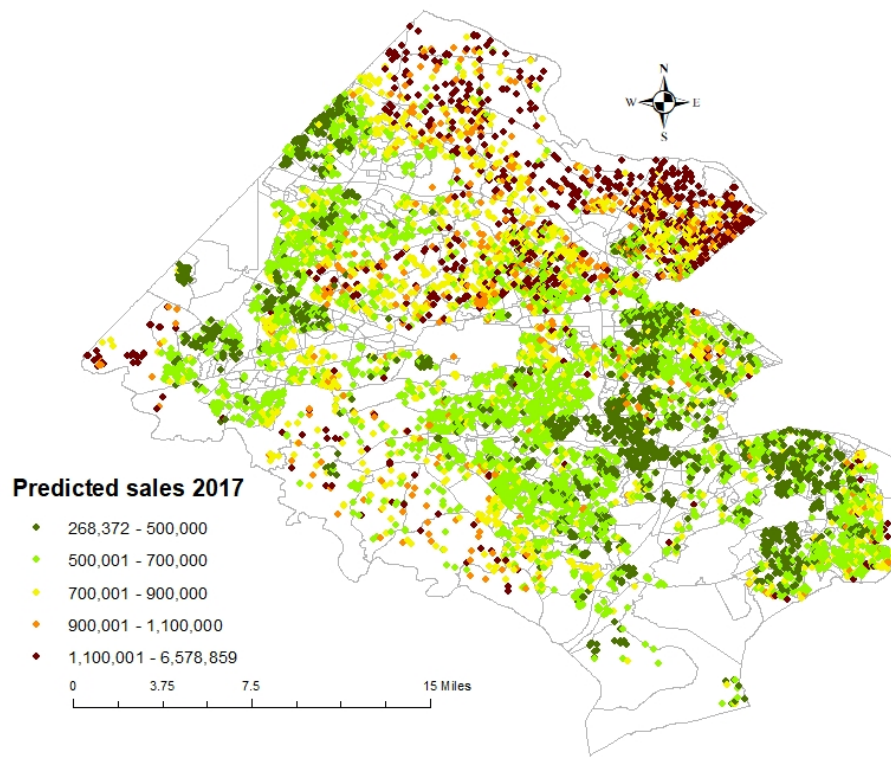 N
W E
S
Predicted sales 2017
268,372 - 500,000
500,001 - 700,000
700,001 - 900,000
900,001 - 1,100,000
1,100,001 - 6,578,859
0 3.75 7.5 15 Miles